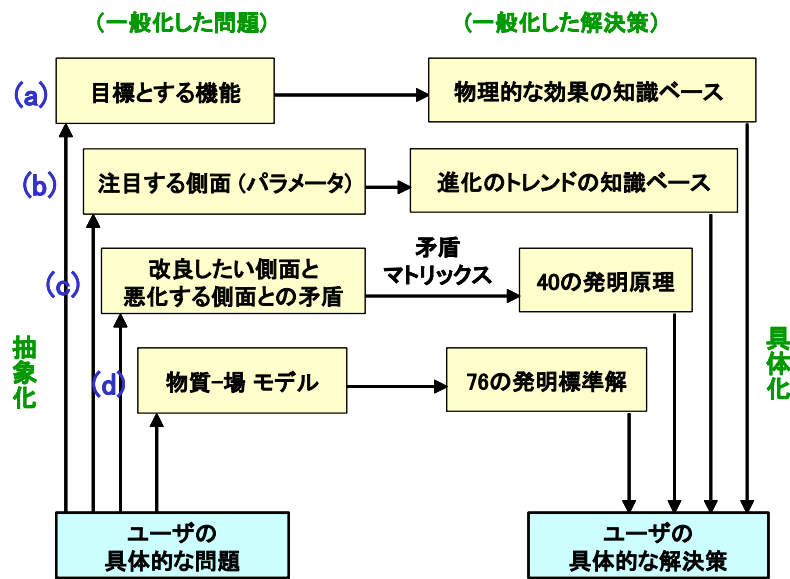 （一般化した問題）
（一般化した解決策）
(a)
目標とする機能
物理的な効果の知識ベース
(b)
注目する側面（パラメータ）
進化のトレンドの知識ベース
(c)
改良したい側面と
悪化する側面との矛盾
矛盾
マトリックス
40の発明原理
抽象化
具体化
(d)
物質-場 モデル
76の発明標準解
ユーザの
具体的な問題
ユーザの
具体的な解決策